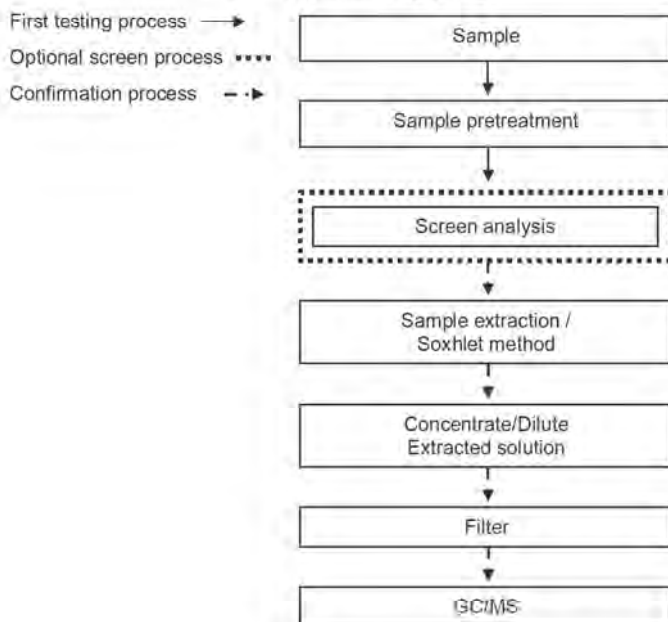 First testing process
Optional screen process
Confirmation process
Sample
Sample pretreatment
Screen analysis
Sample extraction /
Soxhlet method
Concentrate/Dilute
Extracted solution
Filter
GC/MS